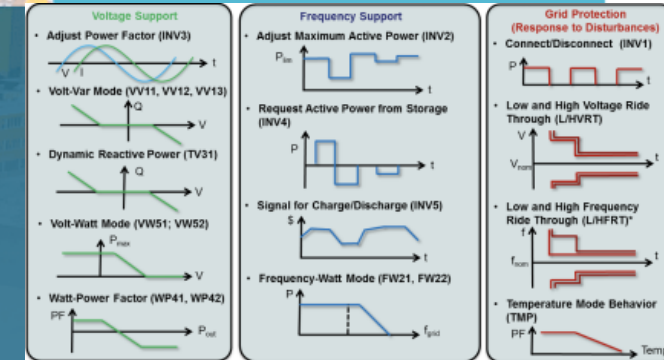 Voltage Support
• Adjust Power Factor (INV3)
V I t
• Volt-Var Mode (VV11, VV12, VV13)
Q
V
• Dynamic Reactive Power (TV31)
Q
V
• Volt-Watt Mode (VW51; VW52)
Pmax
V
• Watt-Power Factor (WP41, WP42)
PF
Pout
Frequency Support
• Adjust Maximum Active Power (INV2)
Plim
t
• Request Active Power from Storage
(INV4)
P
t
• Signal for Charge/Discharge (INV5)
$
t
• Frequency-Watt Mode (FW21, FW22)
P
fgrid
Grid Protection
(Response to Disturbances)
• Connect/Disconnect (INV1)
P
t
• Low and High Voltage Ride
Through (L/HVRT)
V
Vnom
t
• Low and High Frequency
Ride Through (L/HFRT)*
f
fnom
t
• Temperature Mode Behavior
(TMP)
PF
Temp